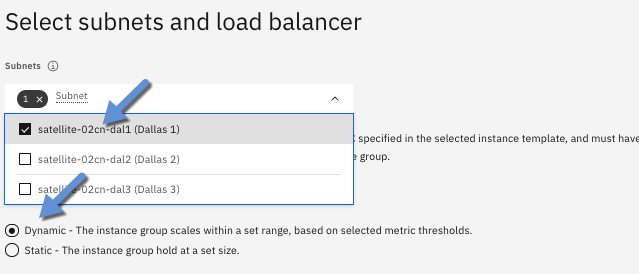 Select subnets and load balancer
Subnets
1 × Subnet
satellite-02cn-dal1 (Dallas 1)
specified in the selected instance template, and must have
satellite-02cn-dal2 (Dallas 2)
group.
satellite-02cn-dal3 (Dallas 3)
Dynamic - The instance group scales within a set range, based on selected metric thresholds.
Static - The instance group hold at a set size.